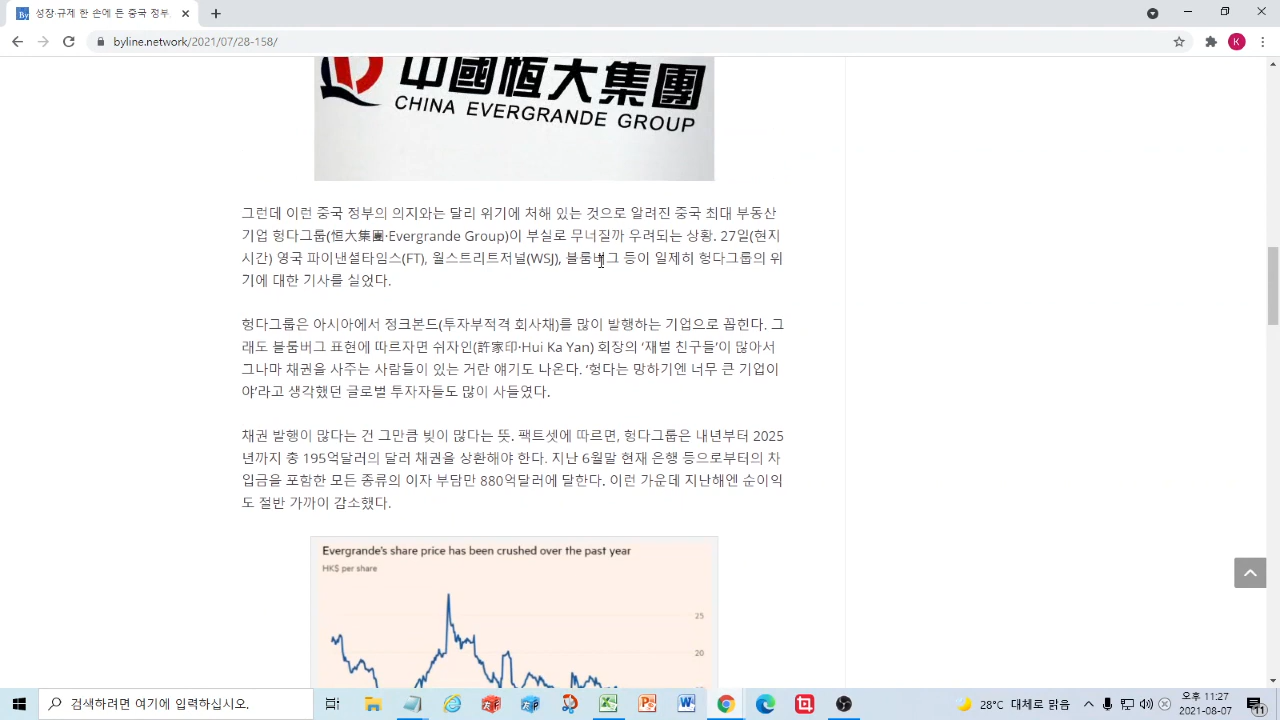 성장·규제 한 손에 든 중국 정부.
byline.network/2021/07/28-158/
K
中國恆大集團
CHINA EVERGRANDE GROUP
그런데 이런 중국 정부의 의지와는 달리 위기에 처해 있는 것으로 알려진 중국 최대 부동산
기업 헝다그룹(恒大集團·Evergrande Group)이 부실로 무너질까 우려되는 상황. 27일(현지
시간) 영국 파이낸셜타임스(FT), 월스트리트저널(WSJ), 블룸버그 등이 일제히 헝다그룹의 위
기에 대한 기사를 실었다.
헝다그룹은 아시아에서 정크본드(투자부적격 회사채)를 많이 발행하는 기업으로 꼽힌다. 그
래도 블룸버그 표현에 따르자면 쉬자인(許家印·Hui Ka Yan) 회장의 ‘재벌 친구들’이 많아서
그나마 채권을 사주는 사람들이 있는 거란 얘기도 나온다. ‘헝다는 망하기엔 너무 큰 기업이
야’라고 생각했던 글로벌 투자자들도 많이 사들였다.
채권 발행이 많다는 건 그만큼 빚이 많다는 뜻. 팩트셋에 따르면, 헝다그룹은 내년부터 2025
년까지 총 195억달러의 달러 채권을 상환해야 한다. 지난 6월말 현재 은행 등으로부터의 차
입금을 포함한 모든 종류의 이자 부담만 880억달러에 달한다. 이런 가운데 지난해엔 순이익
도 절반 가까이 감소했다.
Evergrande's share price has been crushed over the past year
HK$ per share
25
20
검색하려면 여기에 입력하십시오.
28°C 대체로 맑음
오후 11:27
2021-08-07
11